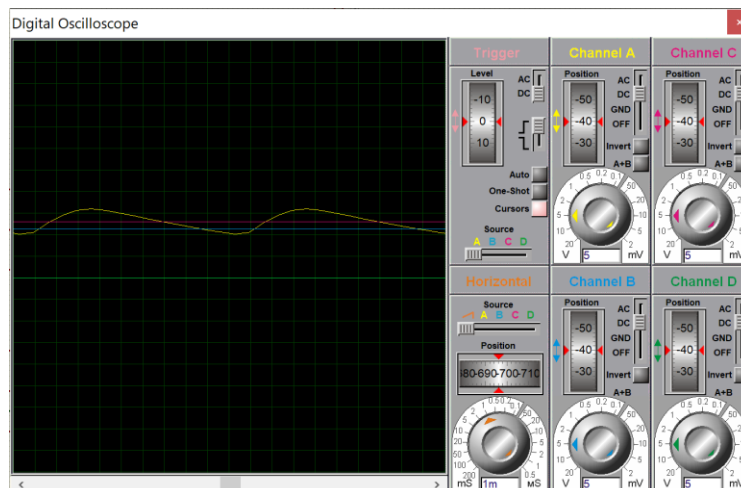 Digital Oscilloscope
Trigger
Level
AC
DC
-10
0
10
Auto
One-Shot
Cursors
Source
A B C D
Channel A
Position
AC
DC
GND
OFF
-50
-40
-30
Invert
A+B
5
V
mV
Channel C
Position
AC
DC
GND
OFF
-50
-40
-30
Invert
A+B
5
V
mV
Horizontal
Source
A B C D
Position
-690-700-710
mS
1m
µS
Channel B
Position
AC
DC
GND
OFF
-50
-40
-30
Invert
A+B
5
V
mV
Channel D
Position
AC
DC
GND
OFF
-50
-40
-30
Invert
A+B
5
V
mV